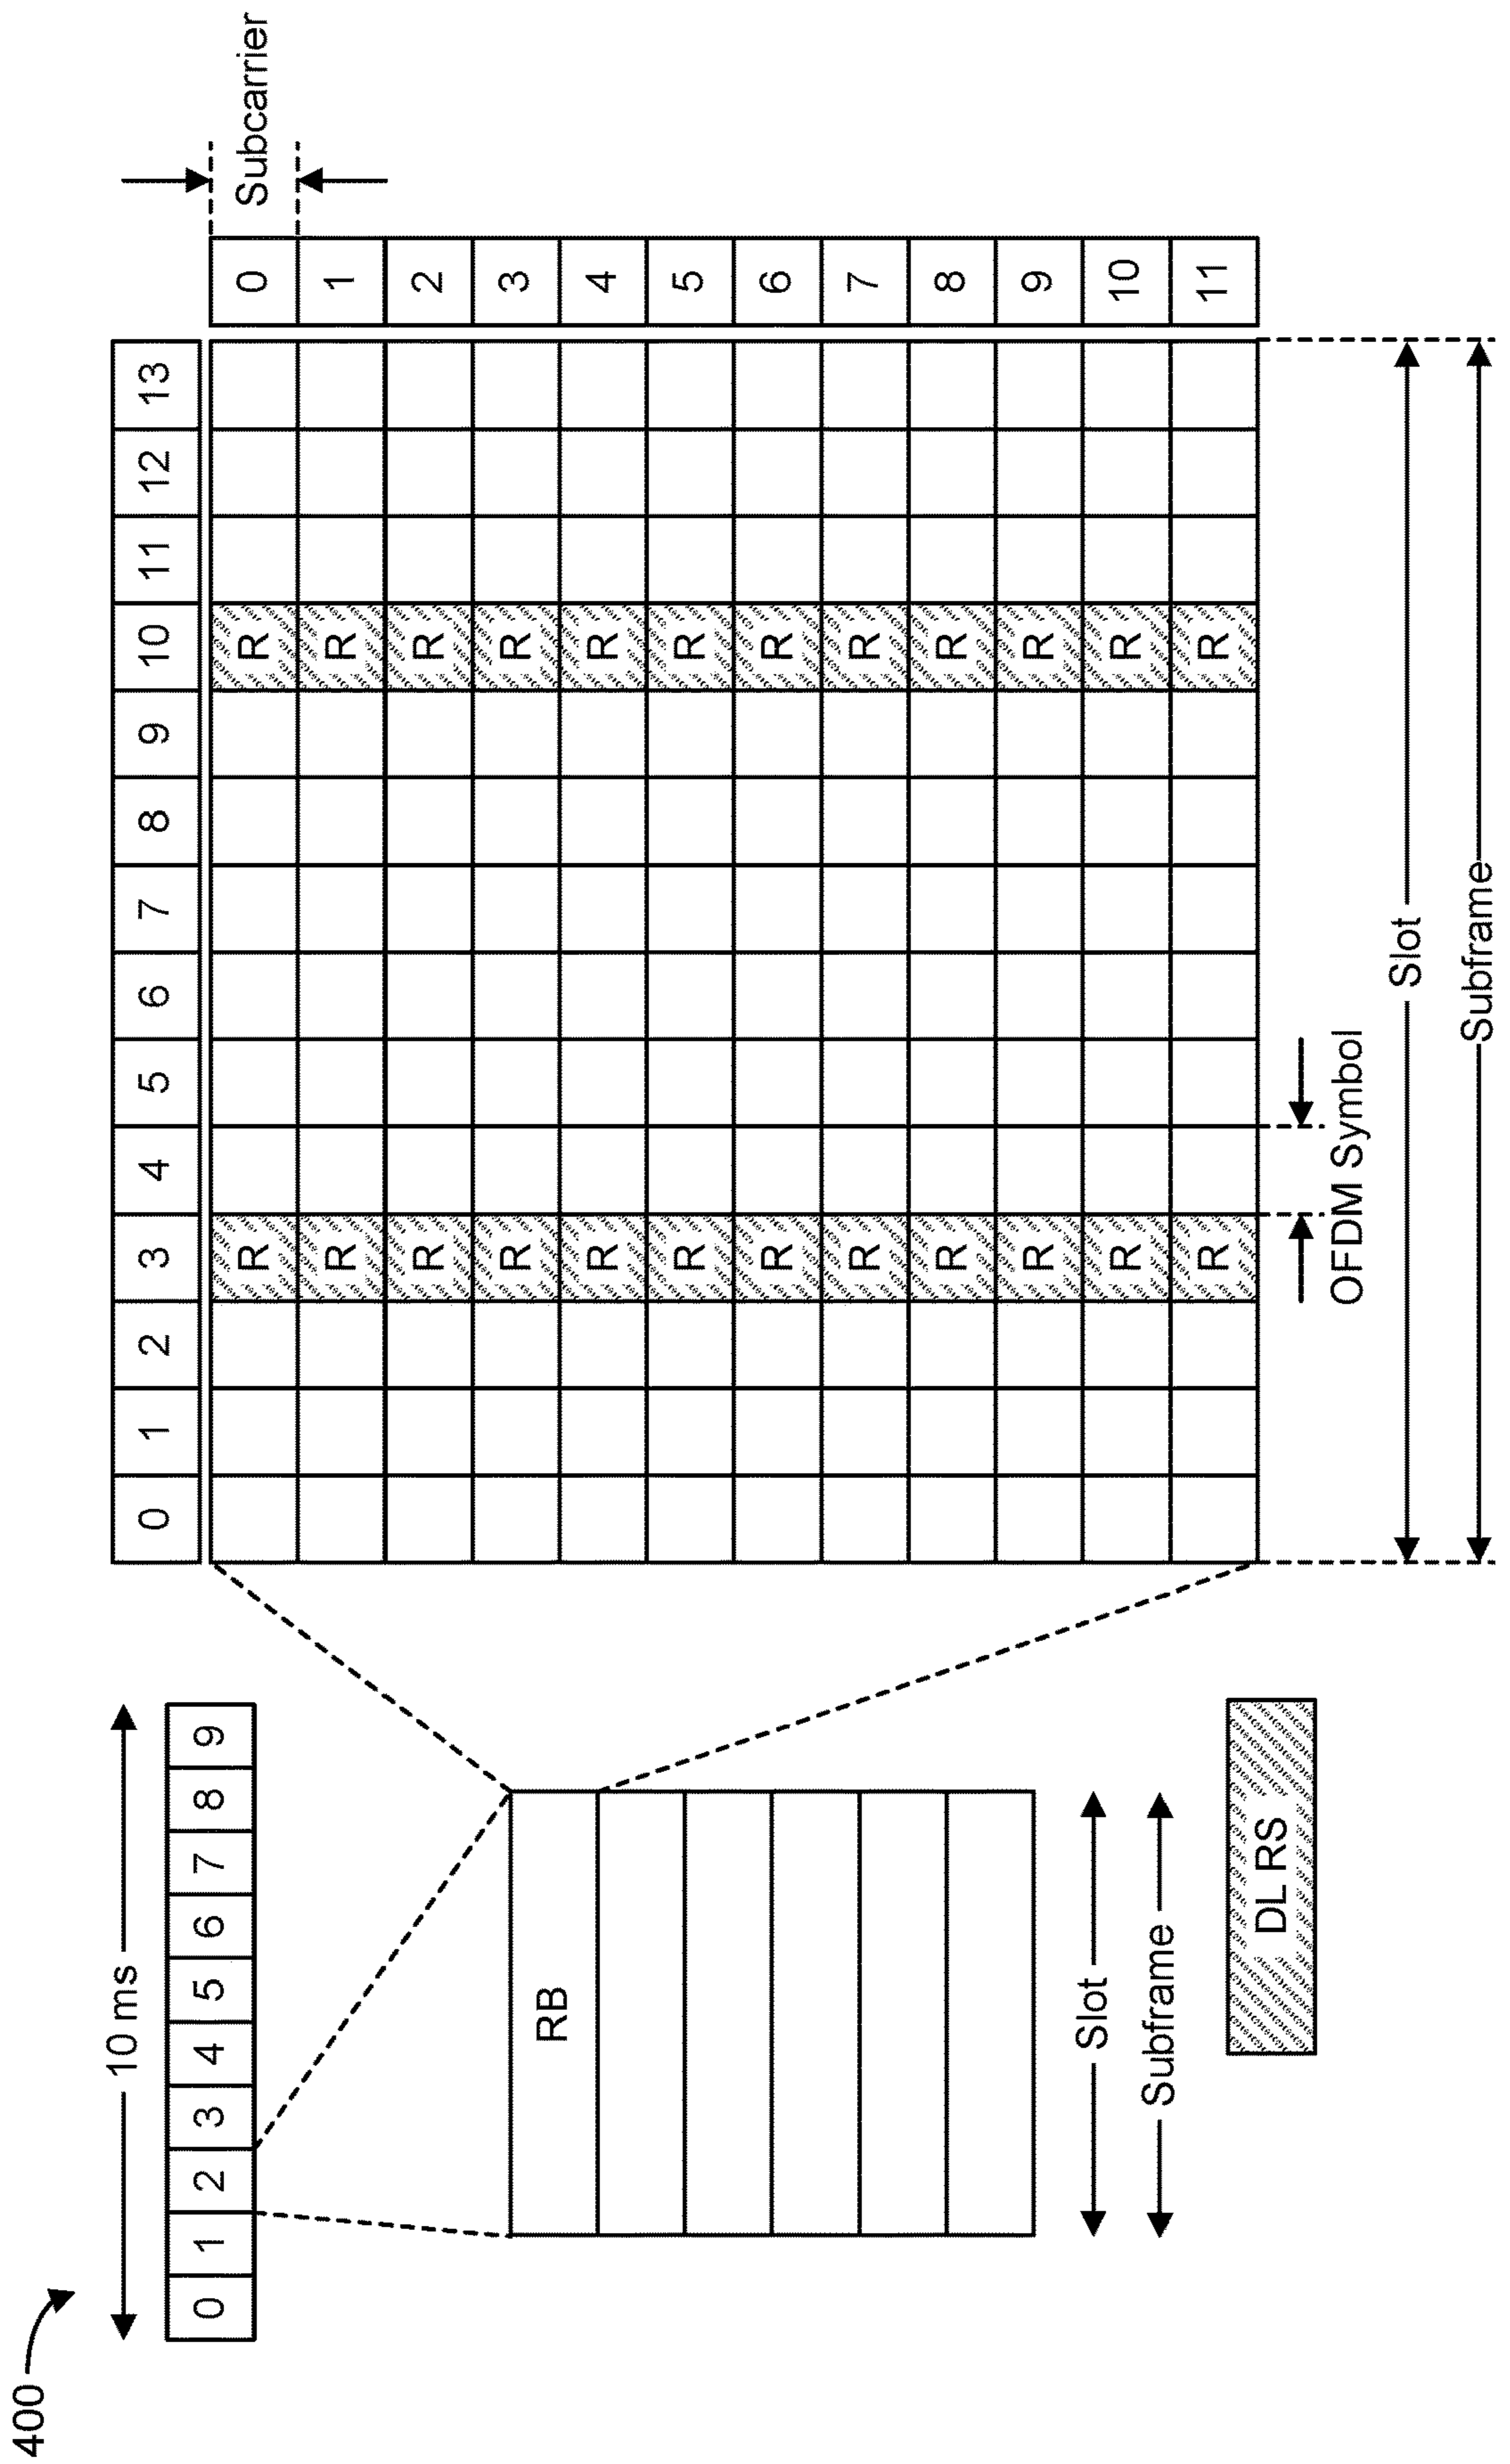 400
10 ms
0 1 2 3 4 5 6 7 8 9
RB
Slot
Subframe
DL RS
0 1 2 3 4 5 6 7 8 9 10 11 12 13
R R 0
R R 1
R R 2
R R 3
R R 4
R R 5
R R 6
R R 7
R R 8
R R 9
R R 10
R R 11
Subcarrier
OFDM Symbol
Slot
Subframe